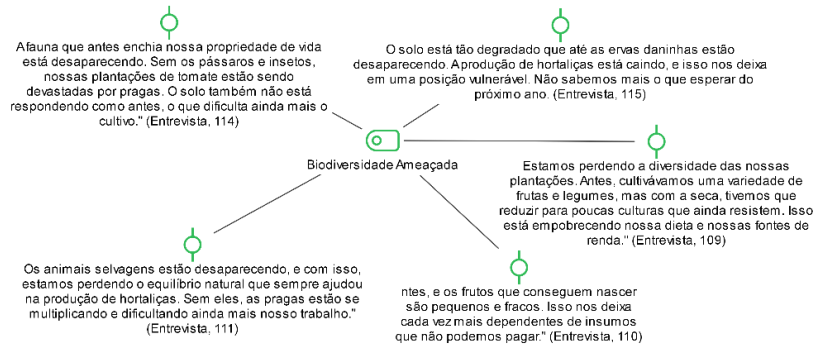 A fauna que antes enchia nossa propriedade de vida
está desaparecendo. Sem os pássaros e insetos,
nossas plantações de tomate estão sendo
devastadas por pragas. O solo também não está
respondendo como antes, o que dificulta ainda mais o
cultivo." (Entrevista, 114)
O solo está tão degradado que até as ervas daninhas estão
desaparecendo. A produção de hortaliças está caindo, e isso nos deixa
em uma posição vulnerável. Não sabemos mais o que esperar do
próximo ano. (Entrevista, 115)
Biodiversidade Ameaçada
Estamos perdendo a diversidade das nossas
plantações. Antes, cultivávamos uma variedade de
frutas e legumes, mas com a seca, tivemos que
reduzir para poucas culturas que ainda resistem. Isso
está empobrecendo nossa dieta e nossas fontes de
renda." (Entrevista, 109)
Os animais selvagens estão desaparecendo, e com isso,
estamos perdendo o equilíbrio natural que sempre ajudou
na produção de hortaliças. Sem eles, as pragas estão se
multiplicando e dificultando ainda mais nosso trabalho."
(Entrevista, 111)
ntes, e os frutos que conseguem nascer
são pequenos e fracos. Isso nos deixa
cada vez mais dependentes de insumos
que não podemos pagar." (Entrevista, 110)